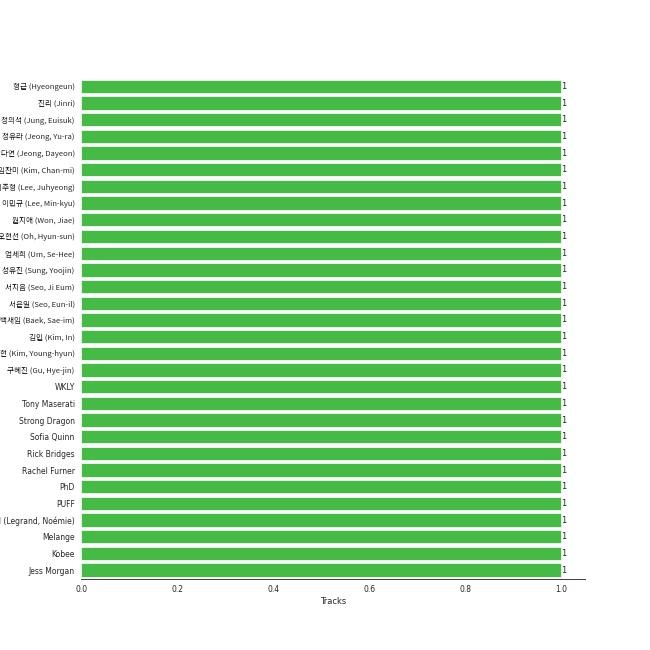 형근 (Hyeongeun) 1
진리 (Jinri) 1
정의석 (Jung, Euisuk) 1
정유라 (Jeong, Yu-ra) 1
다연 (Jeong, Dayeon) 1
김찬미 (Kim, Chan-mi) 1
주형 (Lee, Juhyeong) 1
이민규 (Lee, Min-kyu) 1
원지애 (Won, Jiae) 1
오현선 (Oh, Hyun-sun) 1
엄세희 (Um, Se-Hee) 1
성유진 (Sung, Yoojin) 1
서지음 (Seo, Ji Eum) 1
서은일 (Seo, Eun-il) 1
백새임 (Baek, Sae-im) 1
김인 (Kim, In) 1
현 (Kim, Young-hyun) 1
구혜진 (Gu, Hye-jin) 1
WKLY 1
Tony Maserati 1
Strong Dragon 1
Sofia Quinn 1
Rick Bridges 1
Rachel Furner 1
PhD 1
PUFF 1
(Legrand, Noémie) 1
Melange 1
Kobee 1
Jess Morgan 1
0.0 0.2 0.4 0.6 0.8 1.0
Tracks